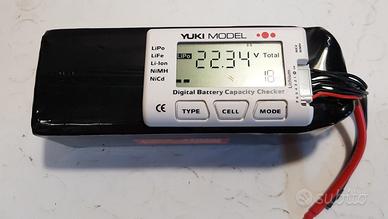 YUKI MODEL
LiPo
LiFe
Li-Ion
NiMH
NiCd
LiPo 22.34 V Total
Digital Battery Capacity Checker
CE TYPE CELL MODE
subito